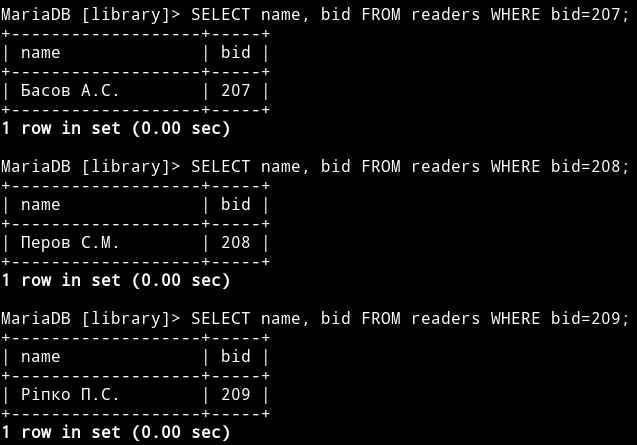 MariaDB [library]> SELECT name, bid FROM readers WHERE bid=207;
+-------------------+-----+
| name              | bid |
+-------------------+-----+
| Басов А.С.        | 207 |
+-------------------+-----+
1 row in set (0.00 sec)
MariaDB [library]> SELECT name, bid FROM readers WHERE bid=208;
+-------------------+-----+
| name              | bid |
+-------------------+-----+
| Перов С.М.        | 208 |
+-------------------+-----+
1 row in set (0.00 sec)
MariaDB [library]> SELECT name, bid FROM readers WHERE bid=209;
+-------------------+-----+
| name              | bid |
+-------------------+-----+
| Ріпко П.С.        | 209 |
+-------------------+-----+
1 row in set (0.00 sec)